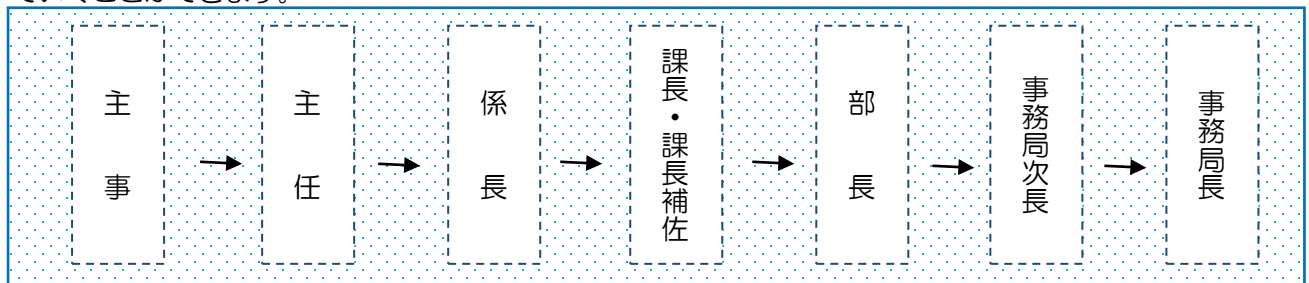 ていくことができます。
主事
主任
係長
課長・課長補佐
部長
事務局次長
事務局長